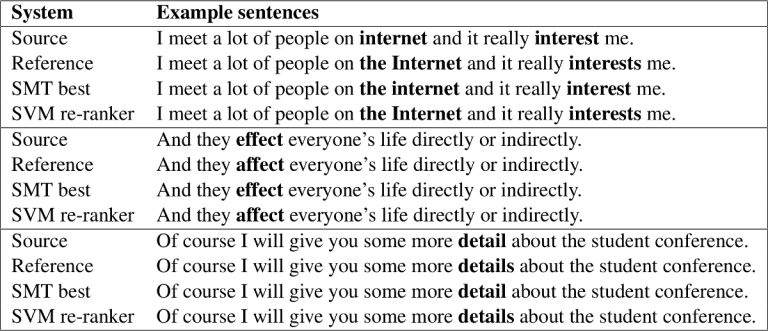 System Example sentences
Source I meet a lot of people on internet and it really interest me.
Reference I meet a lot of people on the Internet and it really interests me.
SMT best I meet a lot of people on the internet and it really interest me.
SVM re-ranker I meet a lot of people on the Internet and it really interests me.
Source And they effect everyone's life directly or indirectly.
Reference And they affect everyone's life directly or indirectly.
SMT best And they effect everyone's life directly or indirectly.
SVM re-ranker And they affect everyone's life directly or indirectly.
Source Of course I will give you some more detail about the student conference.
Reference Of course I will give you some more details about the student conference.
SMT best Of course I will give you some more detail about the student conference.
SVM re-ranker Of course I will give you some more details about the student conference.